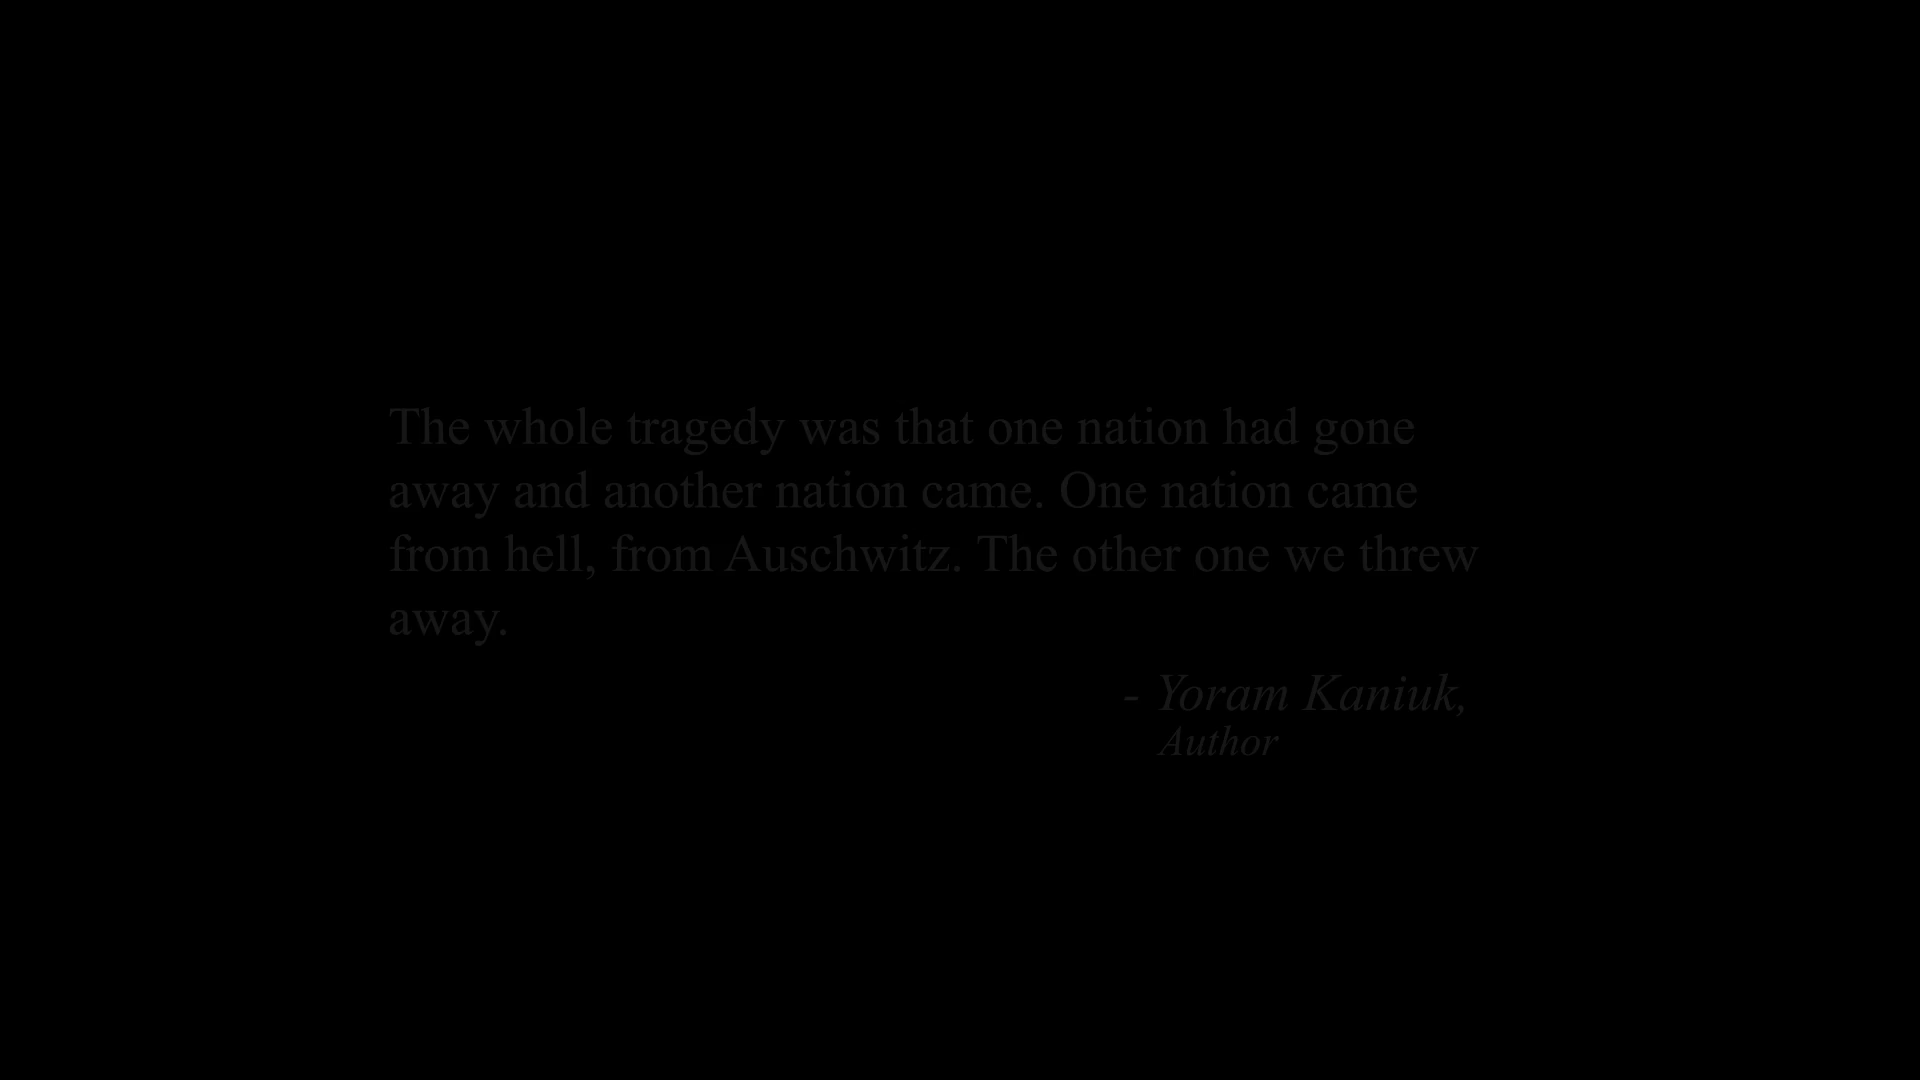 The whole tragedy was that one nation had gone
away and another nation came. One nation came
from hell, from Auschwitz. The other one we threw
away.
- Yoram Kaniuk,
Author